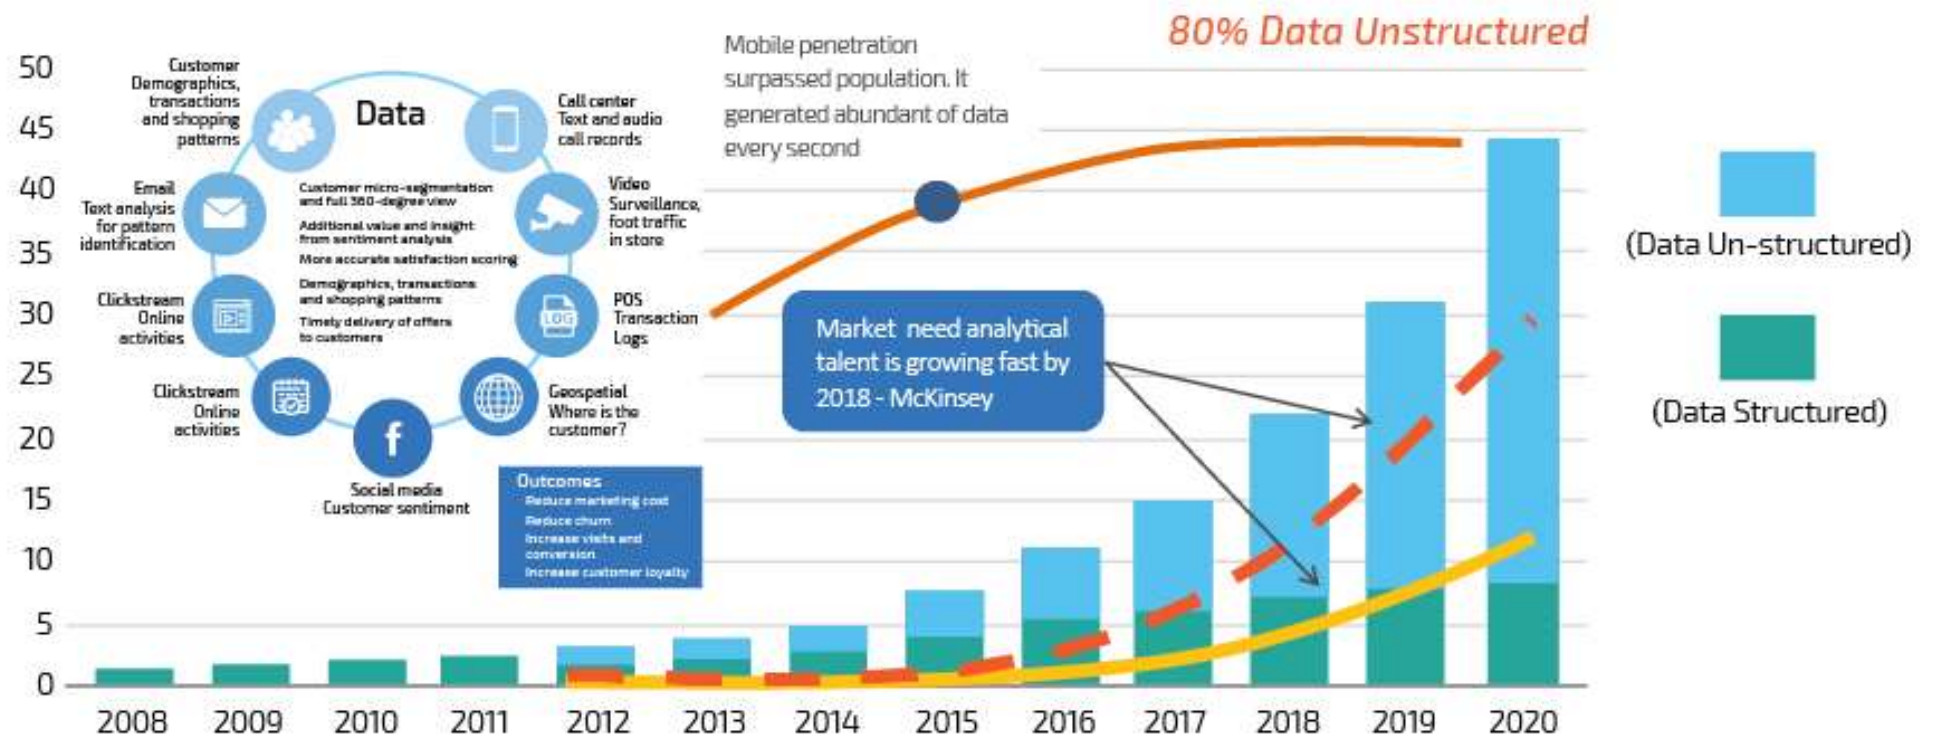 80% Data Unstructured
Mobile penetration
surpassed population. It
generated abundant of data
every second
50
45
40
35
30
25
20
15
10
5
0
Data
Customer
Demographics,
transactions
and shopping
patterns
Email
Text analysis
for pattern
identification
Clickstream
Online
activities
Clickstream
Online
activities
Social media
Customer sentiment
Call center
Text and audio
call records
Video
Surveillance,
foot traffic
in store
POS
Transaction
Logs
LOG
Geospatial
Where is the
customer?
f
Customer micro-segmentation
and full 360-degree view
Additional value and insight
from sentiment analysis
More accurate satisfaction scoring
Demographics, transactions
and shopping patterns
Timely delivery of offers
to customers
Outcomes
Reduce marketing cost
Reduce churn
Increase visits and
conversion
Increase customer loyalty
Market need analytical
talent is growing fast by
2018 - McKinsey
(Data Un-structured)
(Data Structured)
2008 2009 2010 2011 2012 2013 2014 2015 2016 2017 2018 2019 2020